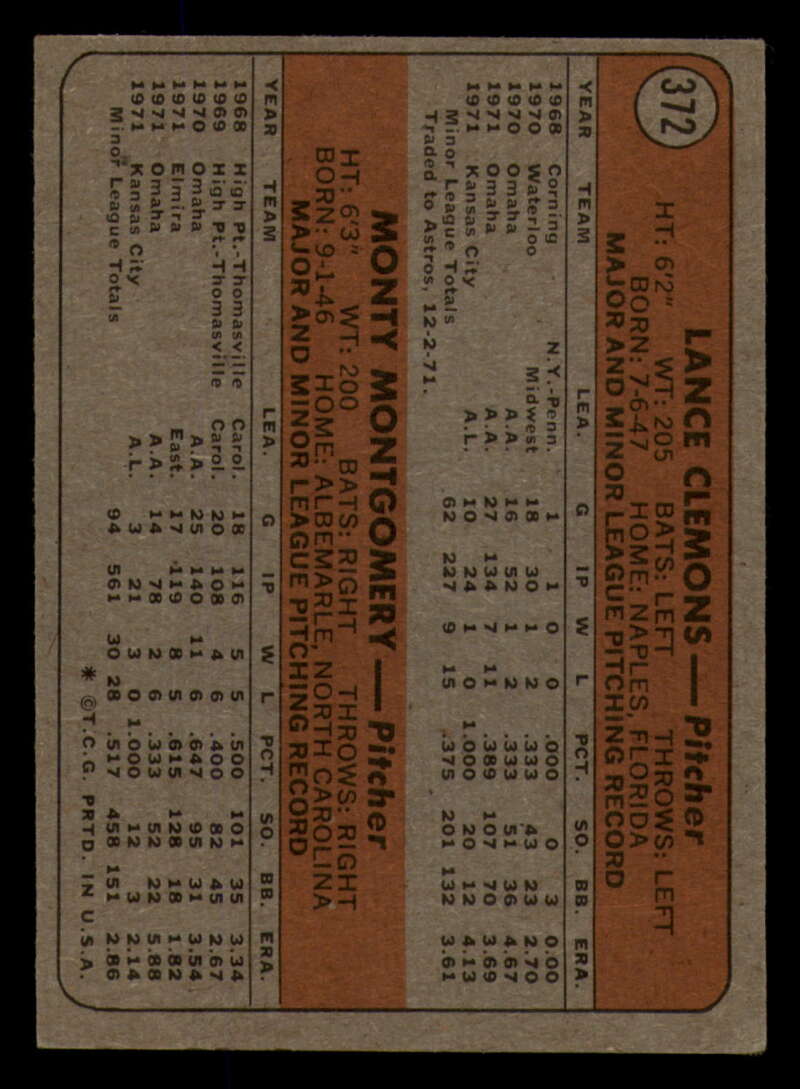 372
LANCE CLEMONS—Pitcher
HT: 6'2" WT: 205 BATS: LEFT THROWS: LEFT
BORN: 7-6-47 HOME: NAPLES, FLORIDA
MAJOR AND MINOR LEAGUE PITCHING RECORD
YEAR TEAM LEA. G IP W L PCT. SO. BB. ERA.
1968 Corning N.Y.-Penn. 1 1 0 0 .000 0 3 0.00
1970 Waterloo Midwest 18 30 1 2 .333 43 23 2.70
1970 Omaha A.A. 16 52 1 2 .333 51 36 4.67
1971 Omaha A.A. 27 134 7 11 .389 107 70 3.69
1971 Kansas City A.L. 10 24 1 0 1.000 20 12 4.13
Minor League Totals 62 227 9 15 .375 201 132 3.61
Traded to Astros, 12-2-71.
MONTY MONTGOMERY—Pitcher
HT: 6'3" WT: 200 BATS: RIGHT THROWS: RIGHT
BORN: 9-1-46 HOME: ALBEMARLE, NORTH CAROLINA
MAJOR AND MINOR LEAGUE PITCHING RECORD
YEAR TEAM LEA. G IP W L PCT. SO. BB. ERA.
1968 High Pt.-Thomasville Carol. 18 116 5 5 .500 101 35 3.34
1969 High Pt.-Thomasville Carol. 20 108 4 6 .400 82 45 2.67
1970 Omaha A.A. 25 140 11 6 .647 95 31 3.54
1971 Elmira East. 17 119 8 5 .615 128 18 1.82
1971 Omaha A.A. 14 78 2 6 .333 52 22 5.88
1971 Kansas City A.L. 3 21 3 0 1.000 12 3 2.14
Minor League Totals 94 561 30 28 .517 458 151 2.86
* © T.C.G. PRTD. IN U.S.A.